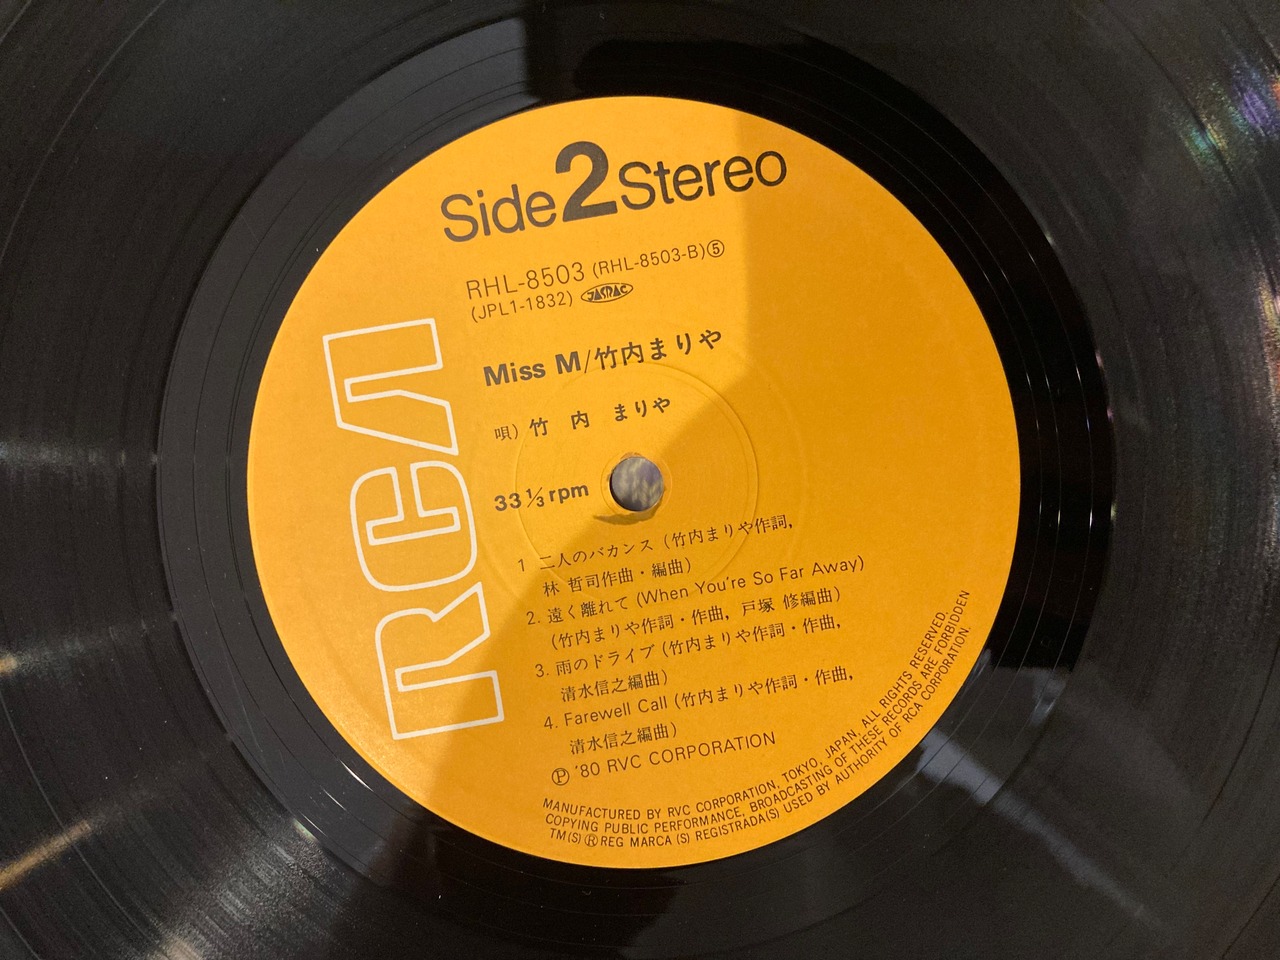 Side 2 Stereo
RHL-8503 (RHL-8503-B)⑤
(JPL1-1832) JASRAC
Miss M/竹内まりや
唄) 竹 内 まりや
33 1/3 rpm
RCA
1 二人のバカンス (竹内まりや作詞,
林 哲司作曲・編曲)
2. 遠く離れて (When You're So Far Away)
(竹内まりや作詞・作曲, 戸塚 修編曲)
3. 雨のドライブ (竹内まりや作詞・作曲,
清水信之編曲)
4. Farewell Call (竹内まりや作詞・作曲,
清水信之編曲)
Ⓟ '80 RVC CORPORATION
MANUFACTURED BY RVC CORPORATION, TOKYO, JAPAN, ALL RIGHTS RESERVED.
COPYING PUBLIC PERFORMANCE, BROADCASTING OF THESE RECORDS ARE FORBIDDEN
TM(S) Ⓡ REG MARCA (S) REGISTRADA(S) USED BY AUTHORITY OF RCA CORPORATION.